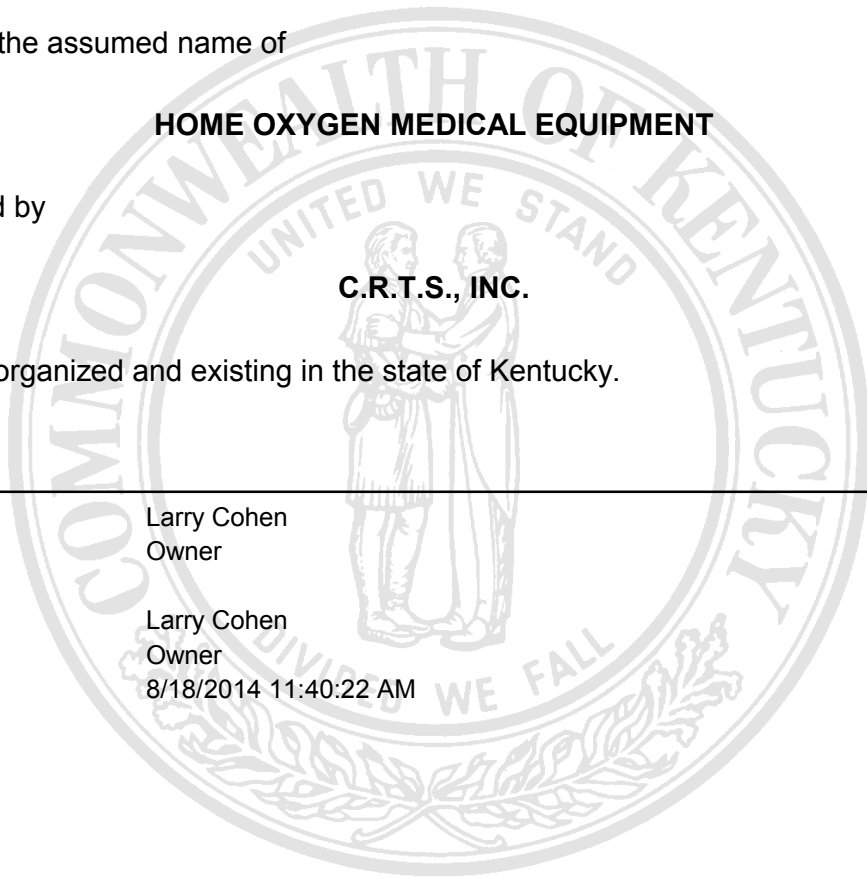 the assumed name of
HOME OXYGEN MEDICAL EQUIPMENT
d by
C.R.T.S., INC.
organized and existing in the state of Kentucky.
Larry Cohen
Owner
Larry Cohen
Owner
8/18/2014 11:40:22 AM
COMMONWEALTH OF KENTUCKY
UNITED WE STAND
DIVIDED WE FALL